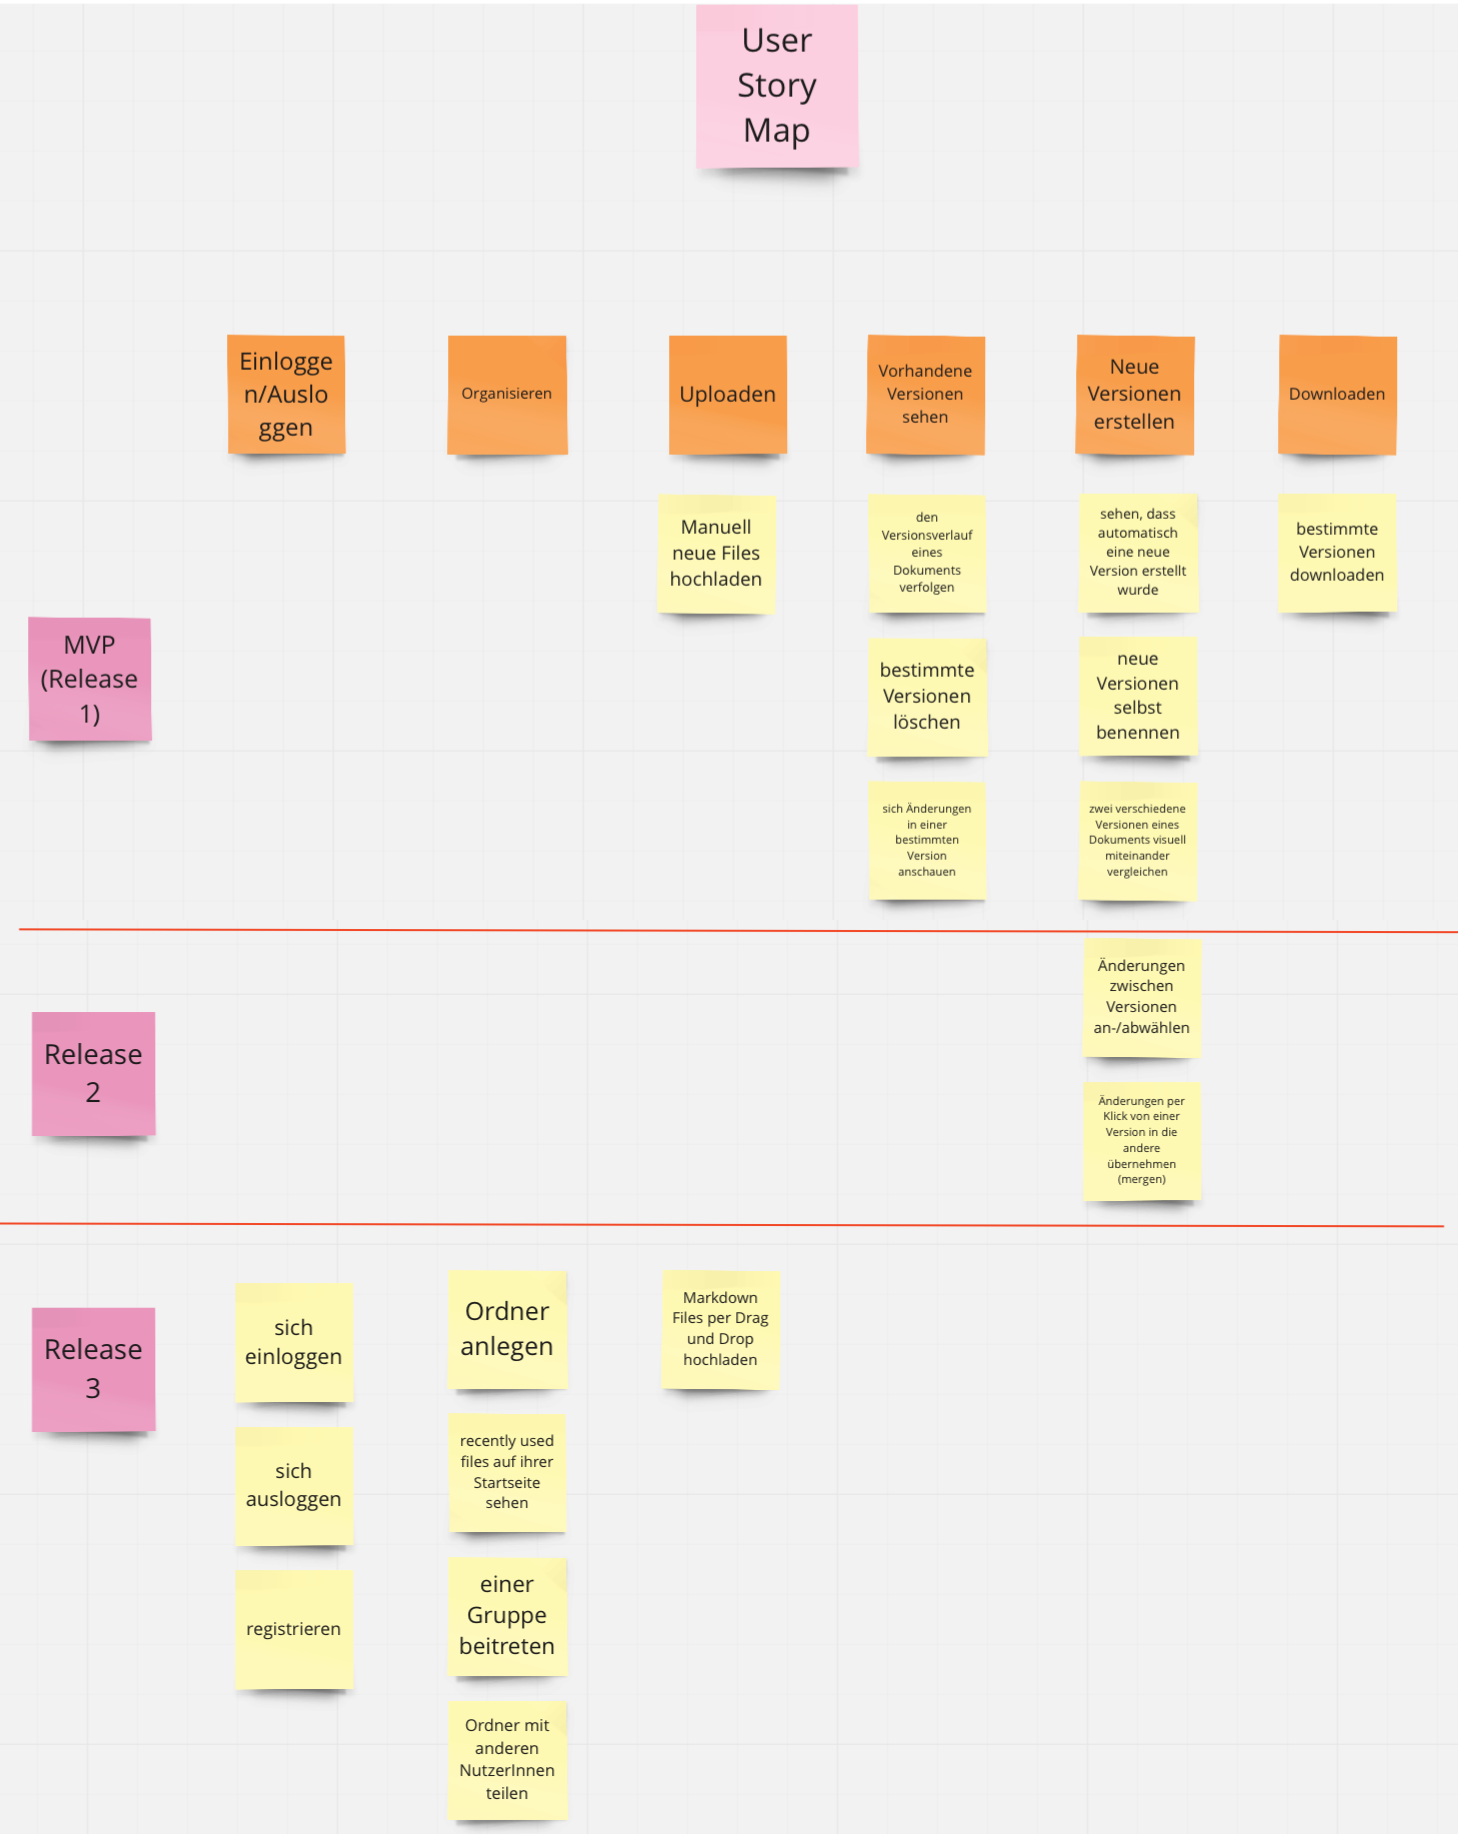 User
Story
Map
Einlogge
n/Auslo
ggen
Organisieren
Uploaden
Vorhandene
Versionen
sehen
Neue
Versionen
erstellen
Downloaden
MVP
(Release
1)
Manuell
neue Files
hochladen
den
Versionsverlauf
eines
Dokuments
verfolgen
bestimmte
Versionen
löschen
sich Änderungen
in einer
bestimmten
Version
anschauen
sehen, dass
automatisch
eine neue
Version erstellt
wurde
neue
Versionen
selbst
benennen
zwei verschiedene
Versionen eines
Dokuments visuell
miteinander
vergleichen
bestimmte
Versionen
downloaden
Release
2
Änderungen
zwischen
Versionen
an-/abwählen
Änderungen per
Klick von einer
Version in die
andere
übernehmen
(mergen)
Release
3
sich
einloggen
sich
ausloggen
registrieren
Ordner
anlegen
recently used
files auf ihrer
Startseite
sehen
einer
Gruppe
beitreten
Ordner mit
anderen
NutzerInnen
teilen
Markdown
Files per Drag
und Drop
hochladen